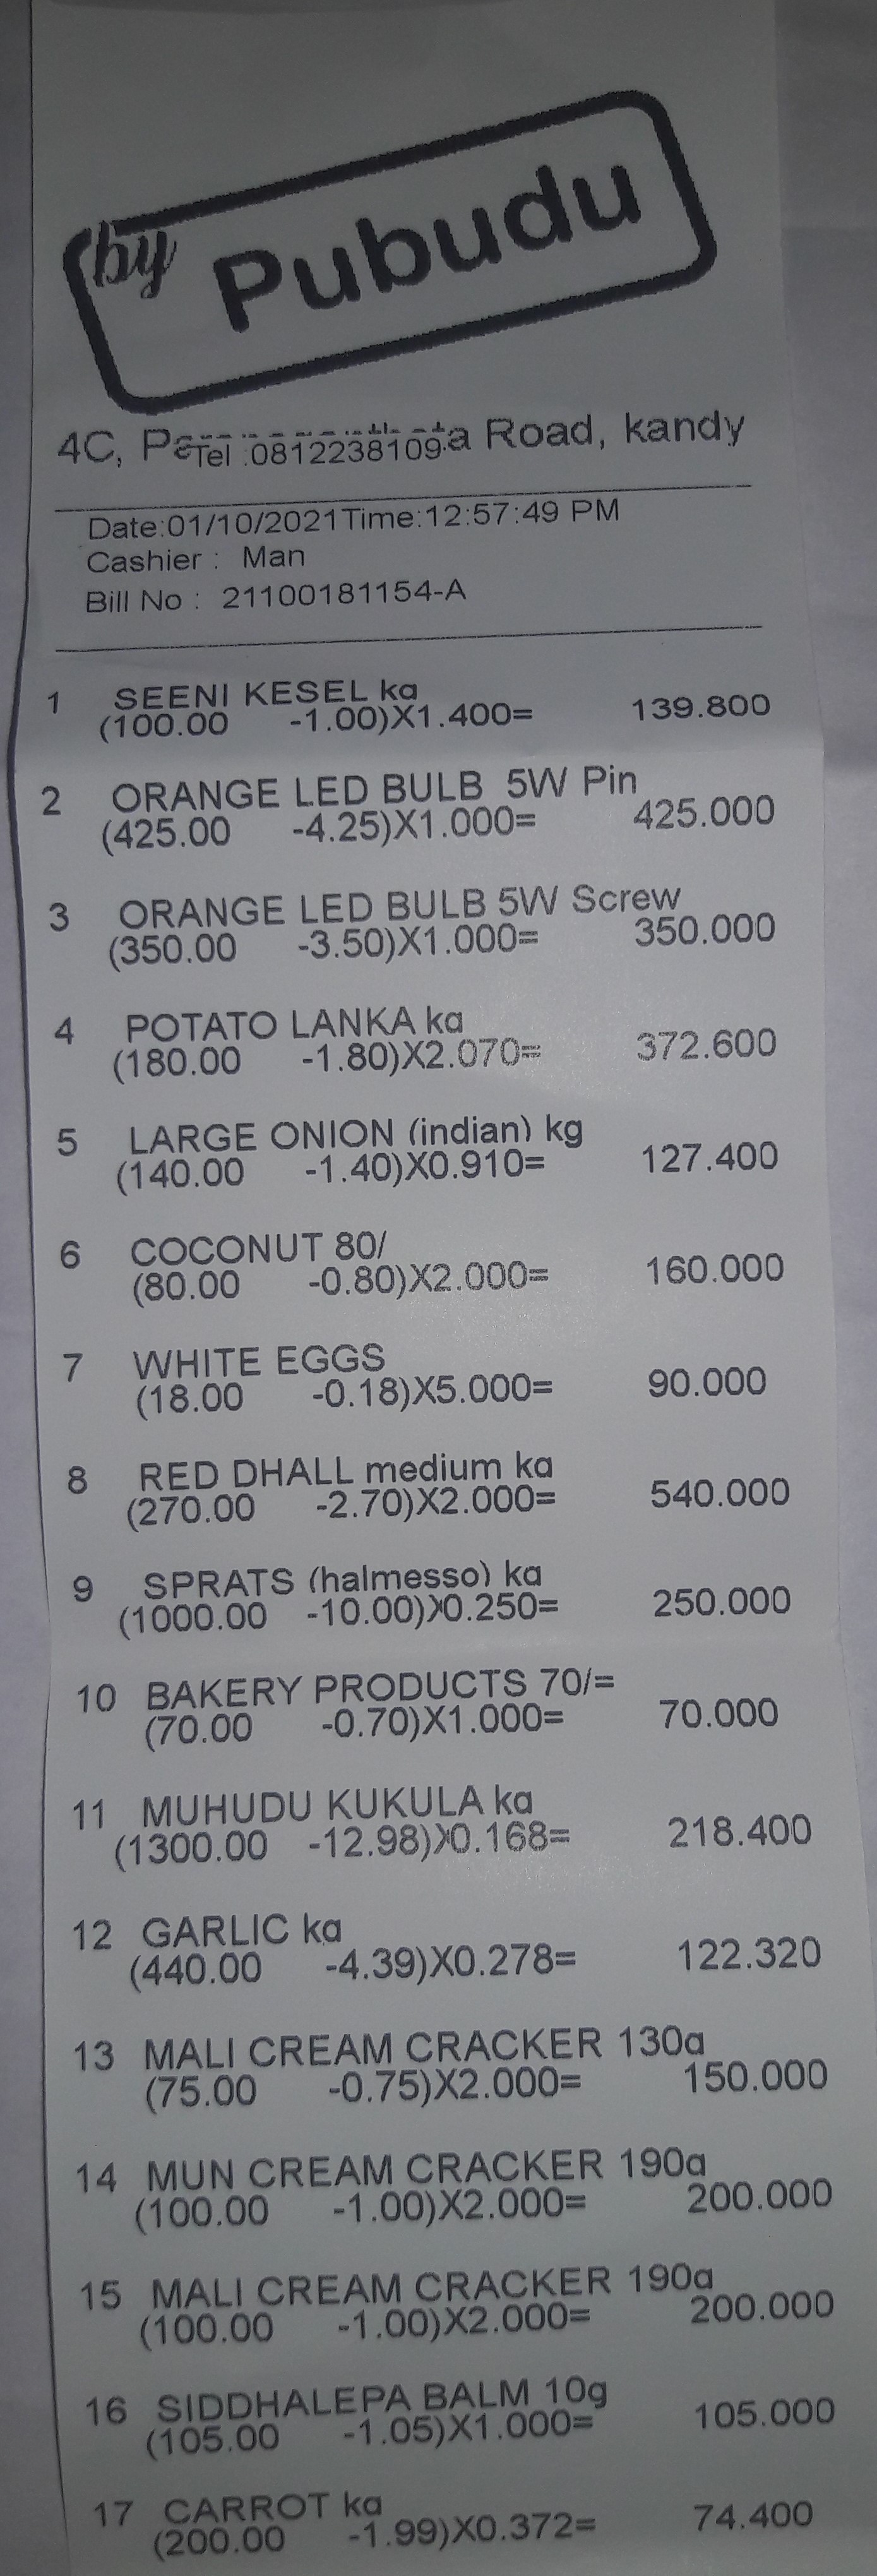 by Pubudu
4C, Road, kandy
Tel :0812238109
Date:01/10/2021Time:12:57:49 PM
Cashier : Man
Bill No : 21100181154-A
1 SEENI KESEL kg
(100.00 -1.00)X1.400= 139.800
2 ORANGE LED BULB 5W Pin
(425.00 -4.25)X1.000= 425.000
3 ORANGE LED BULB 5W Screw
(350.00 -3.50)X1.000= 350.000
4 POTATO LANKA kg
(180.00 -1.80)X2.070= 372.600
5 LARGE ONION (indian) kg
(140.00 -1.40)X0.910= 127.400
6 COCONUT 80/
(80.00 -0.80)X2.000= 160.000
7 WHITE EGGS
(18.00 -0.18)X5.000= 90.000
8 RED DHALL medium kg
(270.00 -2.70)X2.000= 540.000
9 SPRATS (halmesso) kg
(1000.00 -10.00)X0.250= 250.000
10 BAKERY PRODUCTS 70/=
(70.00 -0.70)X1.000= 70.000
11 MUHUDU KUKULA kg
(1300.00 -12.98)X0.168= 218.400
12 GARLIC kg
(440.00 -4.39)X0.278= 122.320
13 MALI CREAM CRACKER 130g
(75.00 -0.75)X2.000= 150.000
14 MUN CREAM CRACKER 190g
(100.00 -1.00)X2.000= 200.000
15 MALI CREAM CRACKER 190g
(100.00 -1.00)X2.000= 200.000
16 SIDDHALEPA BALM 10g
(105.00 -1.05)X1.000= 105.000
17 CARROT kg
(200.00 -1.99)X0.372= 74.400